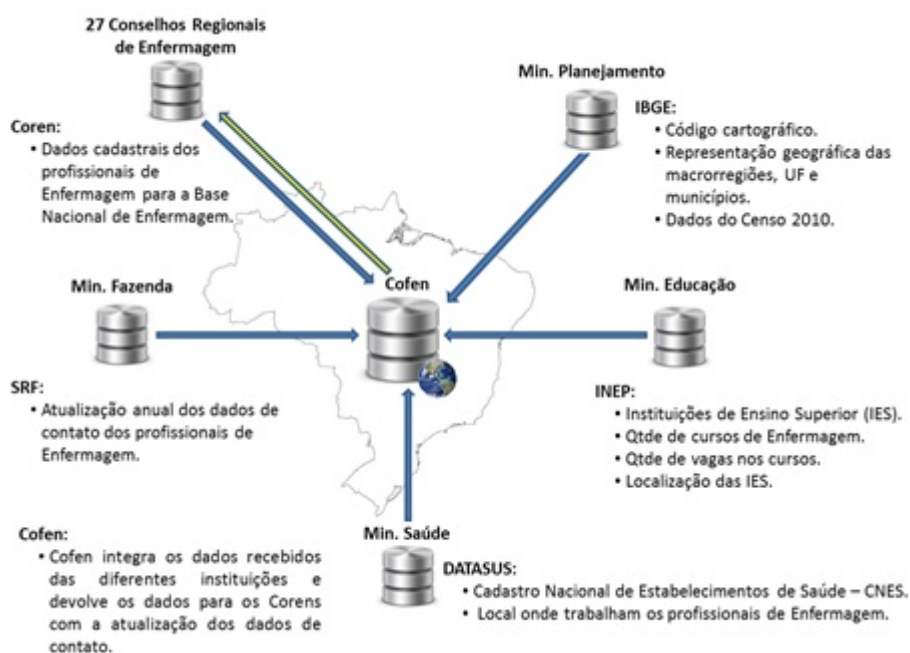 27 Conselhos Regionais
de Enfermagem
Coren:
• Dados cadastrais dos
profissionais de
Enfermagem para a Base
Nacional de Enfermagem.
Min. Planejamento
IBGE:
• Código cartográfico.
• Representação geográfica das
macrorregiões, UF e
municípios.
• Dados do Censo 2010.
Min. Fazenda
Cofen
Min. Educação
SRF:
• Atualização anual dos dados de
contato dos profissionais de
Enfermagem.
INEP:
• Instituições de Ensino Superior (IES).
• Qtde de cursos de Enfermagem.
• Qtde de vagas nos cursos.
• Localização das IES.
Cofen:
• Cofen integra os dados recebidos
das diferentes instituições e
devolve os dados para os Corens
com a atualização dos dados de
contato.
Min. Saúde
DATASUS:
• Cadastro Nacional de Estabelecimentos de Saúde – CNES.
• Local onde trabalham os profissionais de Enfermagem.